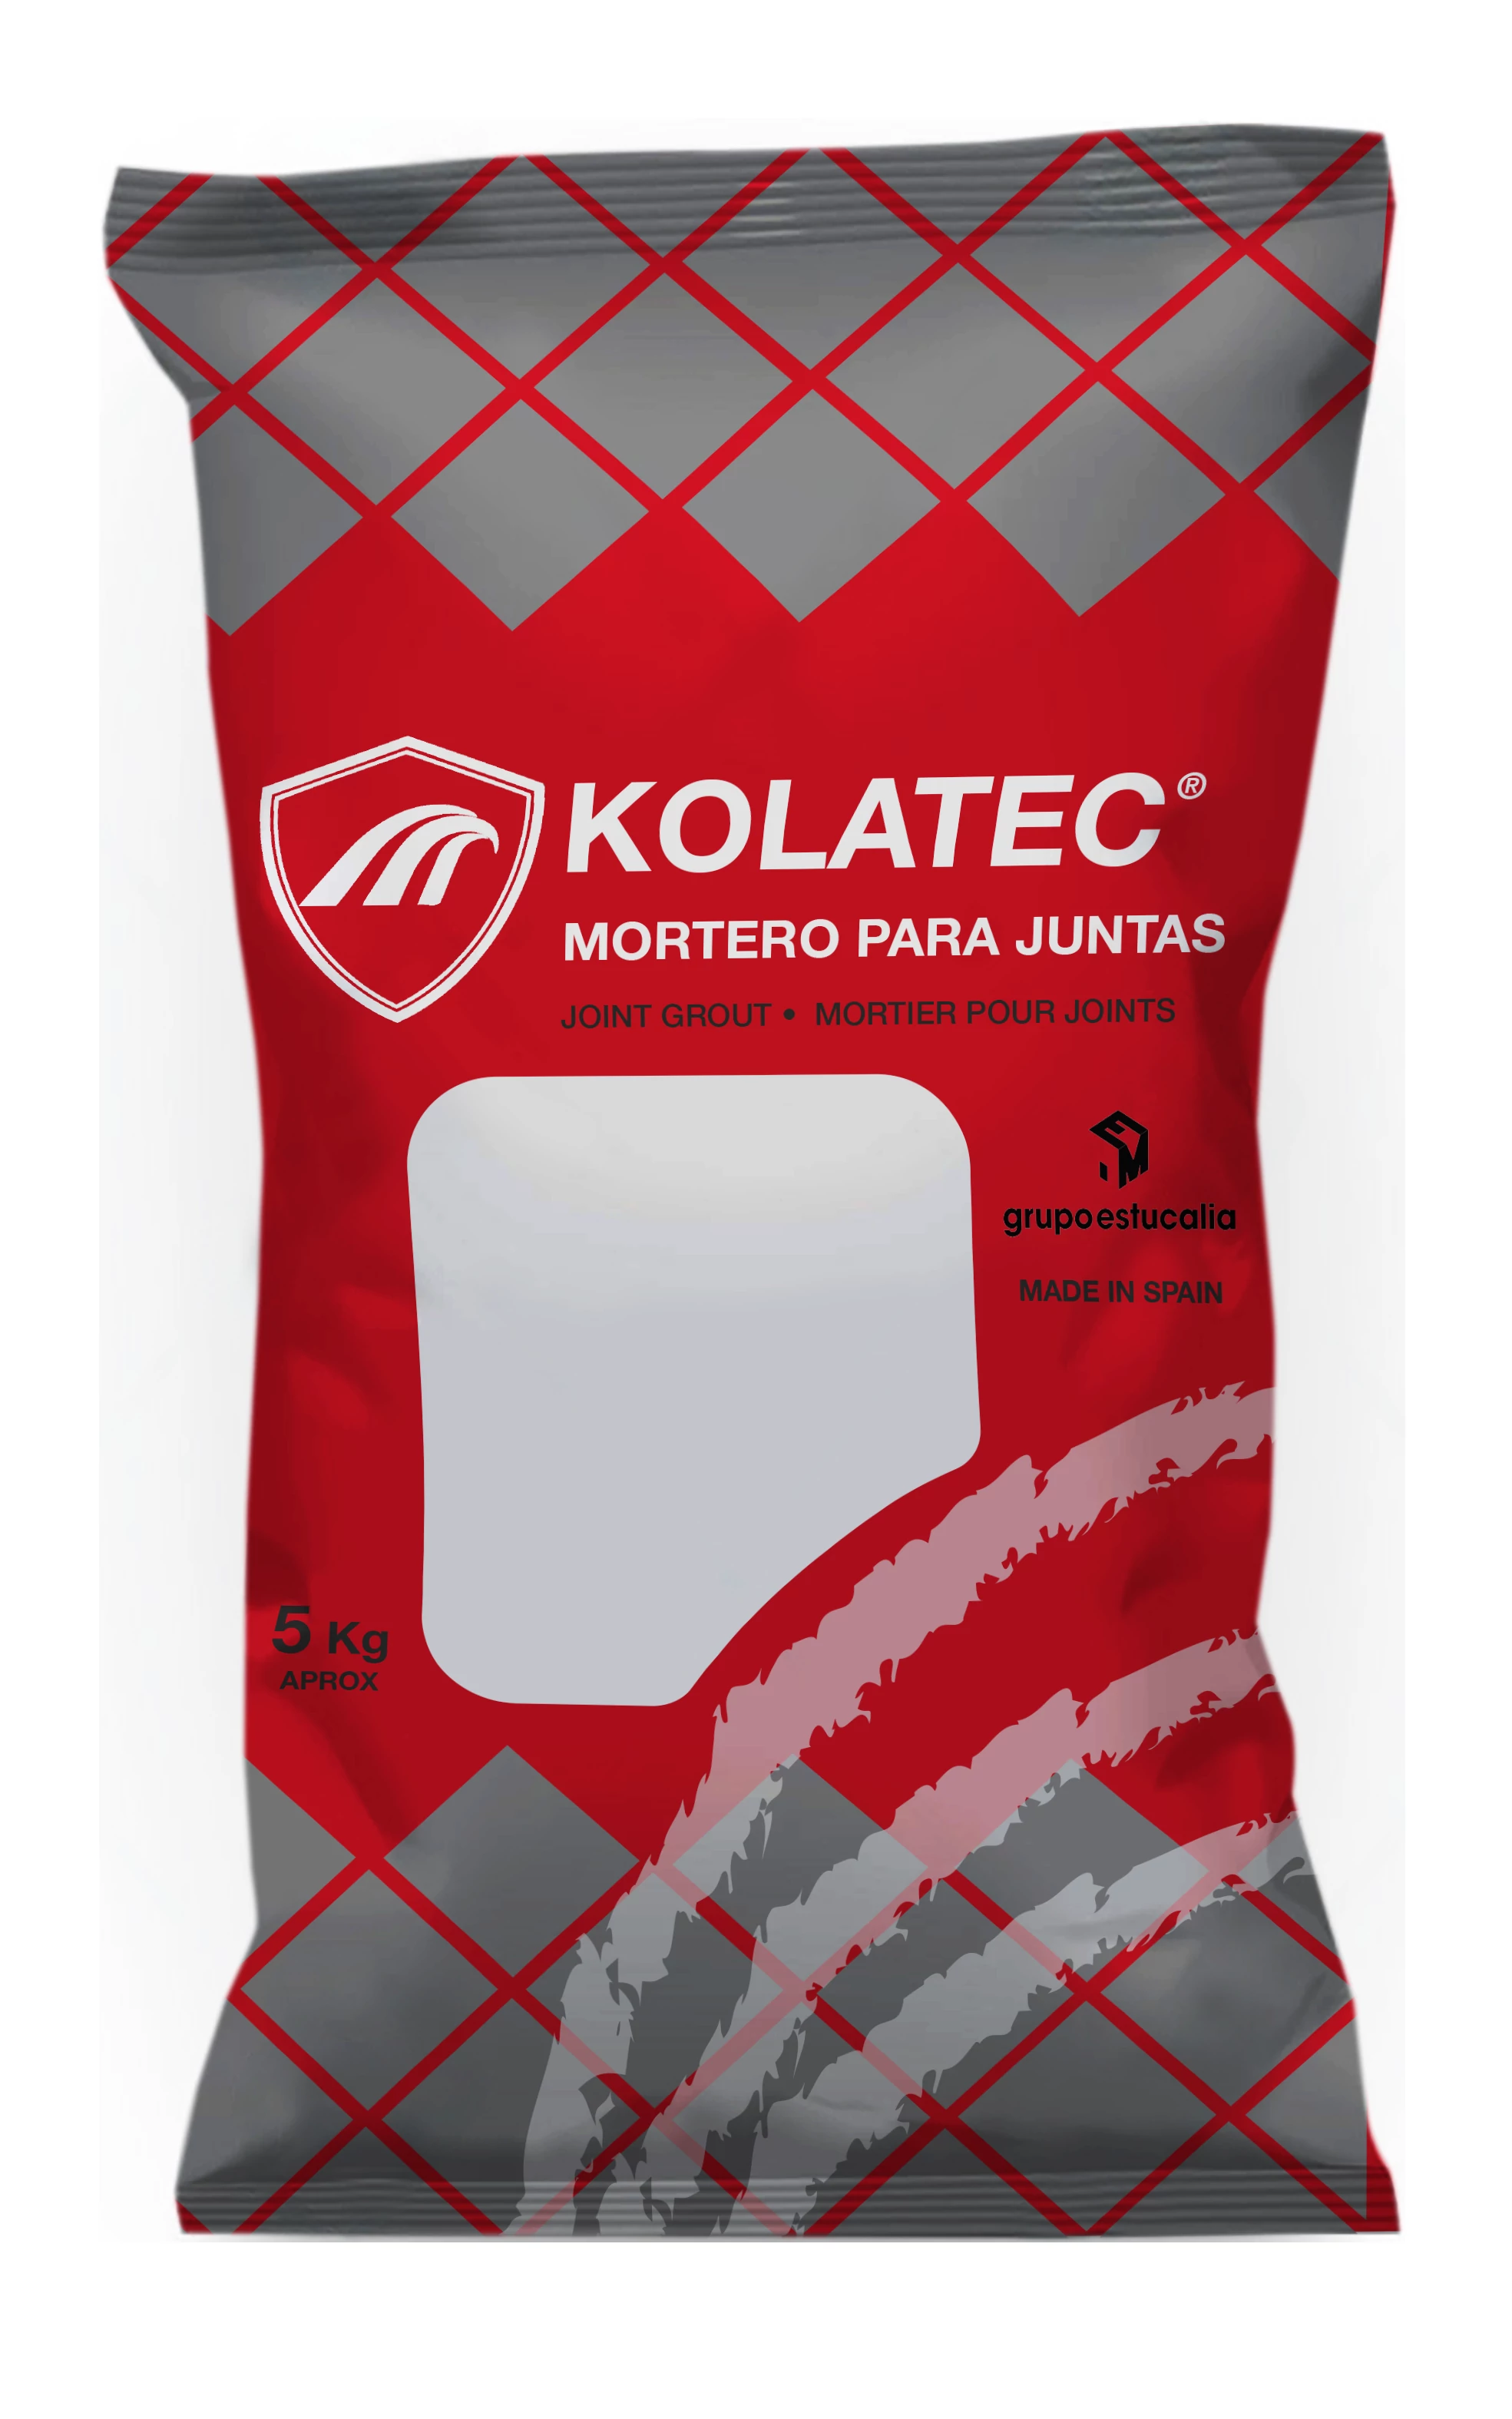 KOLATEC®
MORTERO PARA JUNTAS
JOINT GROUT • MORTIER POUR JOINTS
grupoestucalia
MADE IN SPAIN
5 Kg
APROX